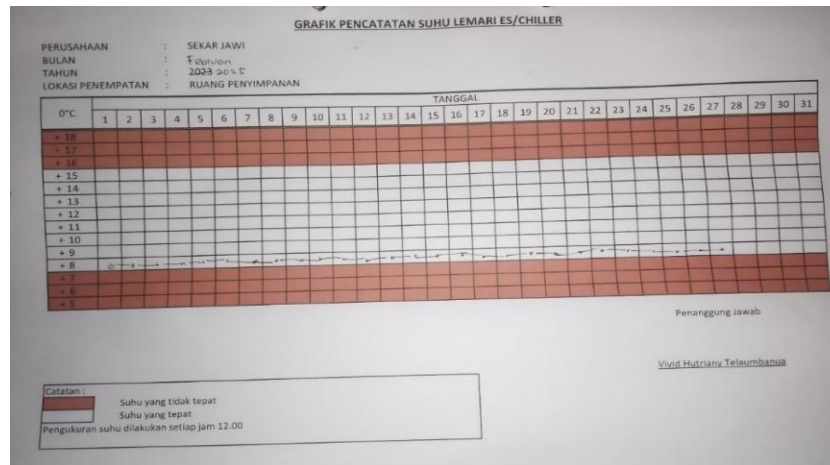 GRAFIK PENCATATAN SUHU LEMARI ES/CHILLER
PERUSAHAAN : SEKAR JAWI
BULAN :
TAHUN : 2023 2025
LOKASI PENEMPATAN : RUANG PENYIMPANAN
0°C TANGGAL
1 2 3 4 5 6 7 8 9 10 11 12 13 14 15 16 17 18 19 20 21 22 23 24 25 26 27 28 29 30 31
+ 18
+ 17
+ 16
+ 15
+ 14
+ 13
+ 12
+ 11
+ 10
+ 9
+ 8
+ 7
+ 6
+ 5
Penanggung Jawab
Vivid Hutriany Telaumbanua
Catatan :
Suhu yang tidak tepat
Suhu yang tepat
Pengukuran suhu dilakukan setiap jam 12.00